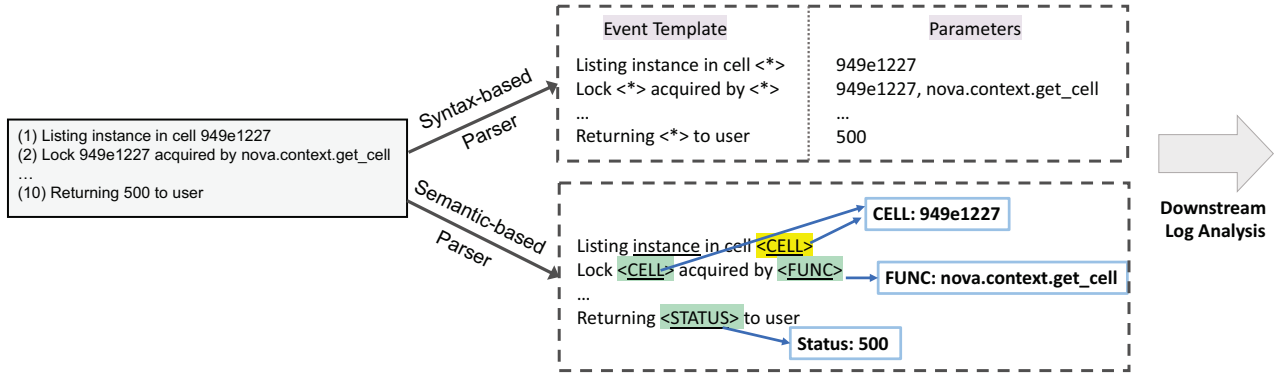 (1) Listing instance in cell 949e1227
(2) Lock 949e1227 acquired by nova.context.get_cell
…
(10) Returning 500 to user
Syntax-based
Parser
Semantic-based
Parser
Event Template
Parameters
Listing instance in cell <*>
949e1227
Lock <*> acquired by <*>
949e1227, nova.context.get_cell
…
…
Returning <*> to user
500
Listing instance in cell <CELL>
Lock <CELL> acquired by <FUNC>
…
Returning <STATUS> to user
CELL: 949e1227
FUNC: nova.context.get_cell
Status: 500
Downstream
Log Analysis